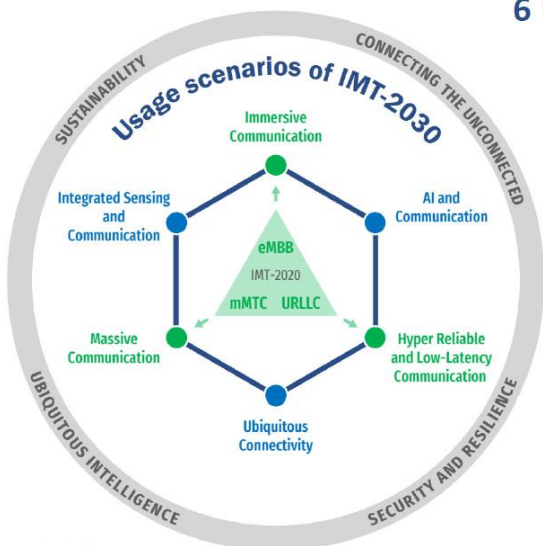 6
SUSTAINABILITY
CONNECTING THE UNCONNECTED
Usage scenarios of IMT-2030
Immersive
Communication
Integrated Sensing
and
Communication
AI and
Communication
eMBB
IMT-2020
mMTC URLLC
Massive
Communication
Hyper Reliable
and Low-Latency
Communication
Ubiquitous
Connectivity
UBIQUITOUS INTELLIGENCE
SECURITY AND RESILIENCE